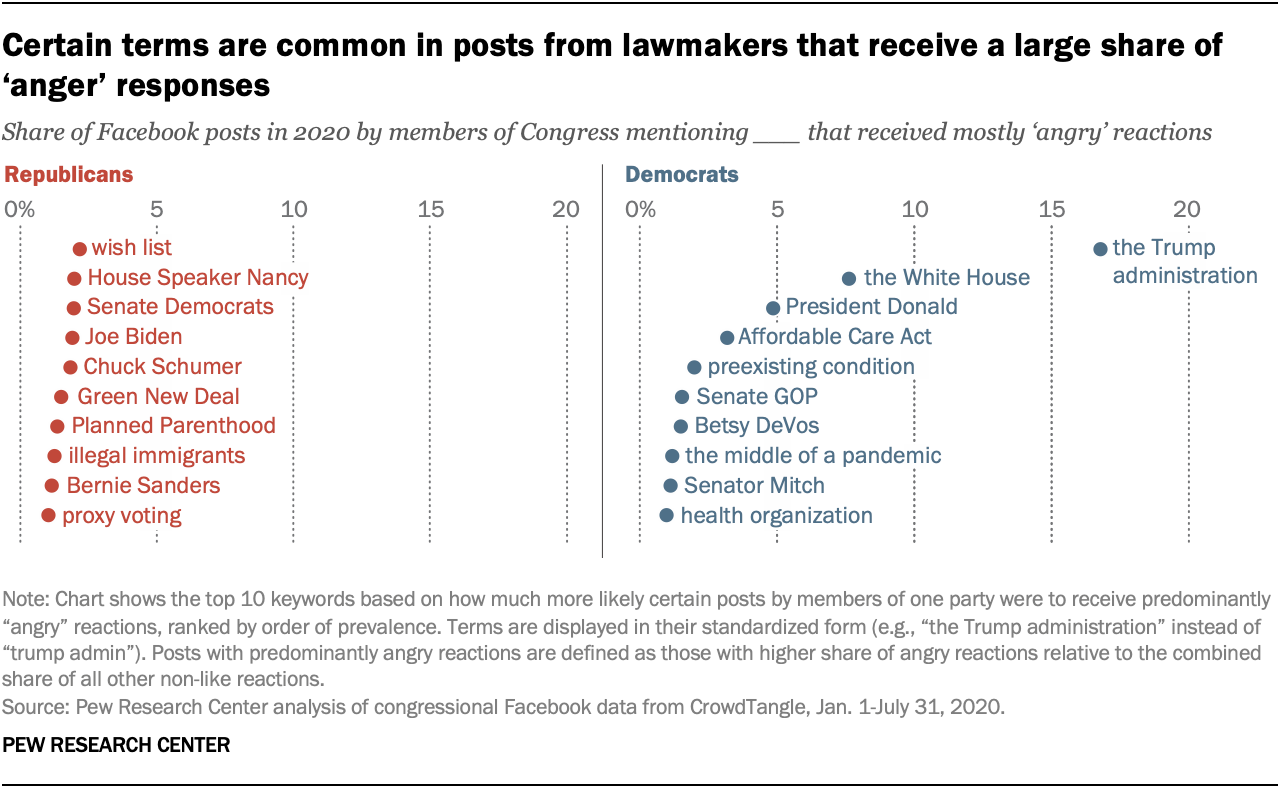 Certain terms are common in posts from lawmakers that receive a large share of
‘anger’ responses
Share of Facebook posts in 2020 by members of Congress mentioning ___ that received mostly ‘angry’ reactions
Republicans
0% 5 10 15 20
wish list
House Speaker Nancy
Senate Democrats
Joe Biden
Chuck Schumer
Green New Deal
Planned Parenthood
illegal immigrants
Bernie Sanders
proxy voting
Democrats
0% 5 10 15 20
the Trump
administration
the White House
President Donald
Affordable Care Act
preexisting condition
Senate GOP
Betsy DeVos
the middle of a pandemic
Senator Mitch
health organization
Note: Chart shows the top 10 keywords based on how much more likely certain posts by members of one party were to receive predominantly
“angry” reactions, ranked by order of prevalence. Terms are displayed in their standardized form (e.g., “the Trump administration” instead of
“trump admin”). Posts with predominantly angry reactions are defined as those with higher share of angry reactions relative to the combined
share of all other non-like reactions.
Source: Pew Research Center analysis of congressional Facebook data from CrowdTangle, Jan. 1-July 31, 2020.
PEW RESEARCH CENTER